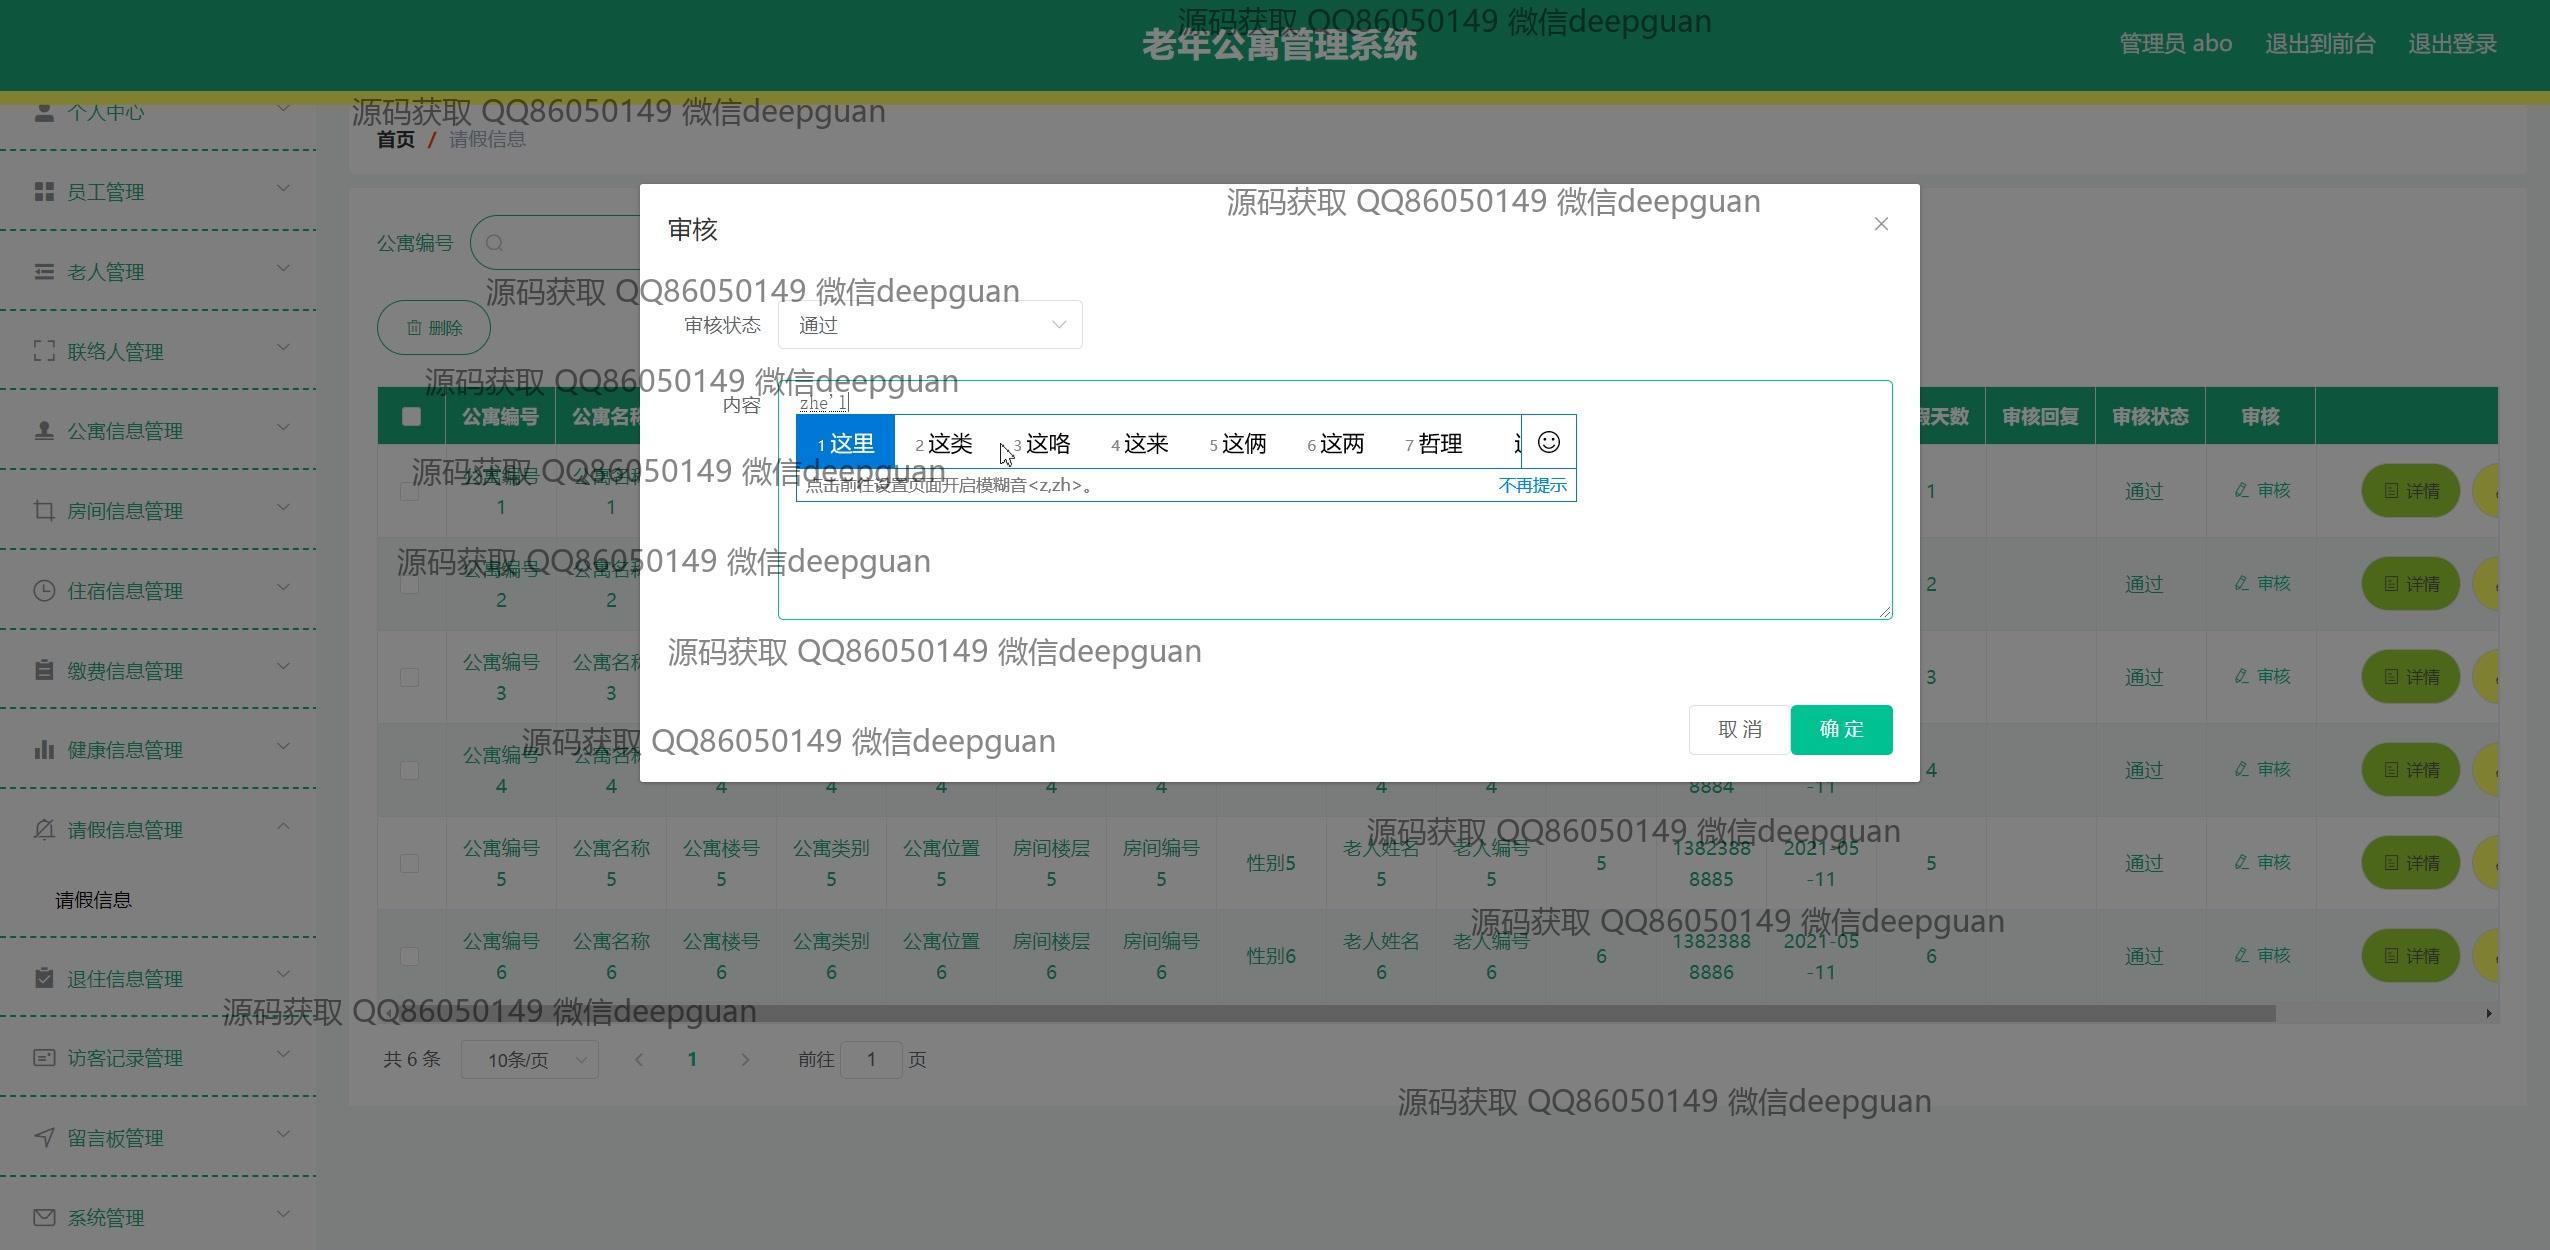 源码获取 QQ86050149 微信deepguan
老年公寓管理系统
管理员 abo 退出到前台 退出登录
个人中心
源码获取 QQ86050149 微信deepguan
首页 / 请假信息
员工管理
源码获取 QQ86050149 微信deepguan
审核
公寓编号
老人管理
源码获取 QQ86050149 微信deepguan
删除
审核状态 通过
联络人管理
源码获取 QQ86050149 微信deepguan
内容 zhe'l
公寓编号 公寓名称 假天数 审核回复 审核状态 审核
公寓信息管理
1 这里 2 这类 3 这咯 4 这来 5 这俩 6 这两 7 哲理
源码获取 QQ86050149 微信deepguan
点击前往设置页面开启模糊音<z,zh>。 不再提示
公寓编号1 公寓名称1 1 通过 审核 详情
房间信息管理
源码获取 QQ86050149 微信deepguan
公寓编号2 公寓名称2 2 通过 审核 详情
住宿信息管理
源码获取 QQ86050149 微信deepguan
公寓编号3 公寓名称3 3 通过 审核 详情
缴费信息管理
取消 确定
源码获取 QQ86050149 微信deepguan
健康信息管理
公寓编号4 公寓名称4 4 4 4 4 4 4 4 8884 -11 4 通过 审核 详情
请假信息管理
源码获取 QQ86050149 微信deepguan
公寓编号5 公寓名称5 公寓楼号5 公寓类别5 公寓位置5 房间楼层5 房间编号5 性别5 老人姓名5 老人编号5 5 13823888885 2021-05-11 5 通过 审核 详情
请假信息
源码获取 QQ86050149 微信deepguan
公寓编号6 公寓名称6 公寓楼号6 公寓类别6 公寓位置6 房间楼层6 房间编号6 性别6 老人姓名6 老人编号6 6 13823888886 2021-05-11 6 通过 审核 详情
退住信息管理
源码获取 QQ86050149 微信deepguan
访客记录管理
共 6 条 10条/页 1 前往 1 页
源码获取 QQ86050149 微信deepguan
留言板管理
系统管理